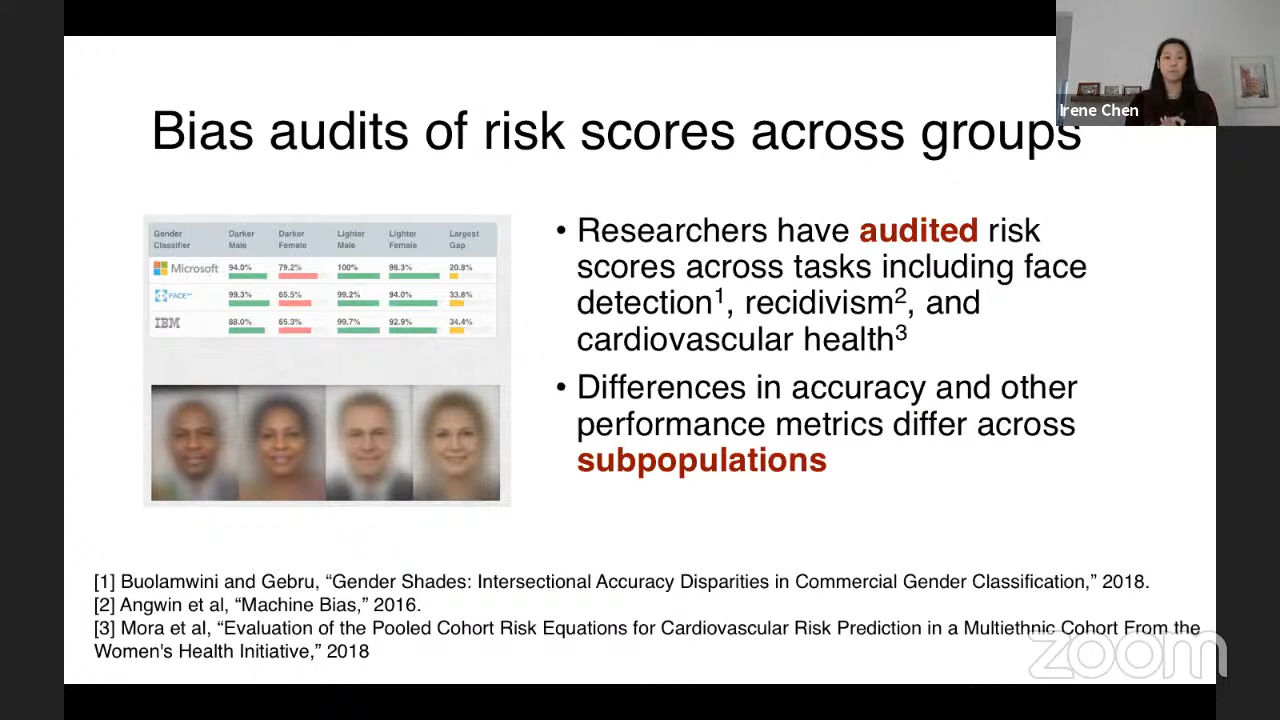 Irene Chen
Bias audits of risk scores across groups
Gender Classifier Darker Male Darker Female Lighter Male Lighter Female Largest Gap
Microsoft 94.0% 79.2% 100% 98.3% 20.8%
FACE++ 99.3% 65.5% 99.2% 94.0% 33.8%
IBM 88.0% 65.3% 99.7% 92.9% 34.4%
• Researchers have audited risk
scores across tasks including face
detection¹, recidivism², and
cardiovascular health³
• Differences in accuracy and other
performance metrics differ across
subpopulations
[1] Buolamwini and Gebru, “Gender Shades: Intersectional Accuracy Disparities in Commercial Gender Classification,” 2018.
[2] Angwin et al, “Machine Bias,” 2016.
[3] Mora et al, “Evaluation of the Pooled Cohort Risk Equations for Cardiovascular Risk Prediction in a Multiethnic Cohort From the
Women's Health Initiative,” 2018
zoom